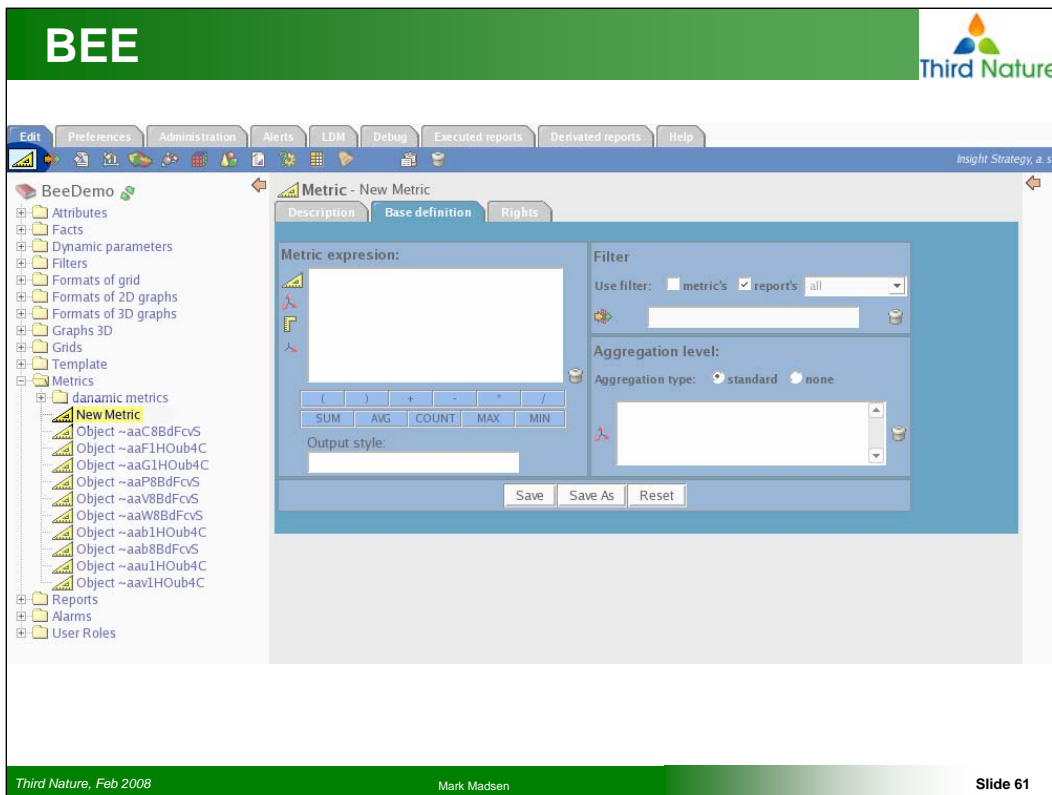 BEE
Third Nature
Edit Preferences Administration Alerts LDM Debug Executed reports Derivated reports Help
Insight Strategy, a. s
BeeDemo
Attributes
Facts
Dynamic parameters
Filters
Formats of grid
Formats of 2D graphs
Formats of 3D graphs
Graphs 3D
Grids
Template
Metrics
danamic metrics
New Metric
Object ~aaC8BdFcvS
Object ~aaF1HOub4C
Object ~aaG1HOub4C
Object ~aaP8BdFcvS
Object ~aaV8BdFcvS
Object ~aaW8BdFcvS
Object ~aab1HOub4C
Object ~aab8BdFcvS
Object ~aau1HOub4C
Object ~aav1HOub4C
Reports
Alarms
User Roles
Metric - New Metric
Description Base definition Rights
Metric expresion:
( ) + - * /
SUM AVG COUNT MAX MIN
Output style:
Filter
Use filter: metric's report's all
Aggregation level:
Aggregation type: standard none
Save Save As Reset
Third Nature, Feb 2008
Mark Madsen
Slide 61